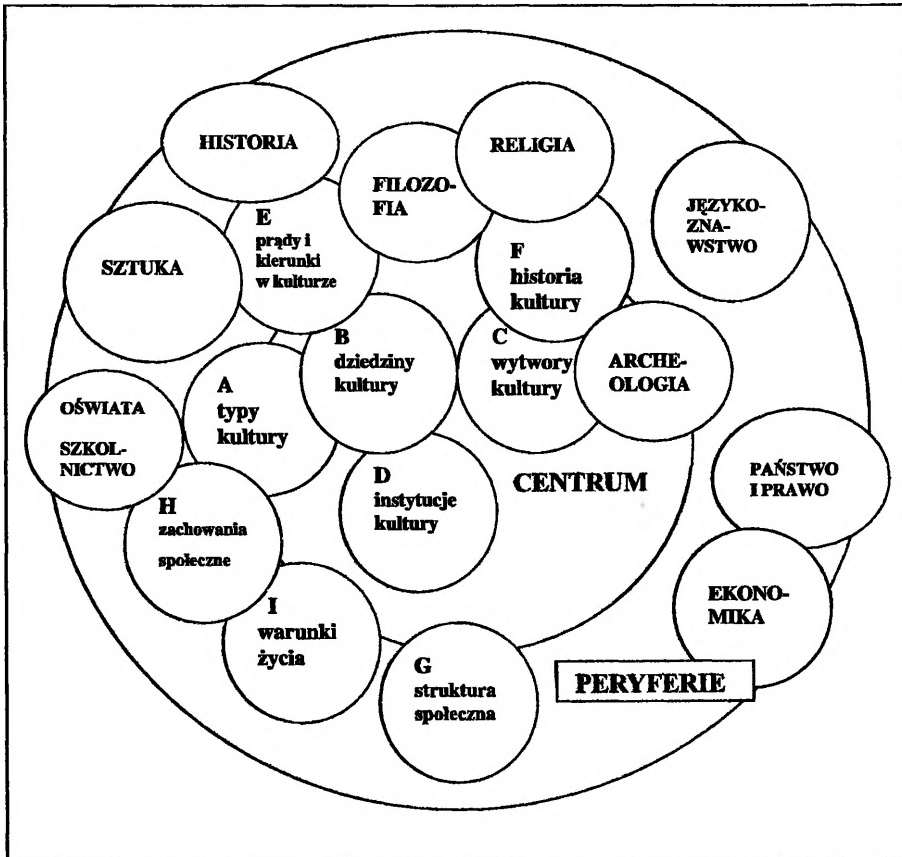 HISTORIA
RELIGIA
FILOZO-
FIA
JĘZYKO-
ZNA-
WSTWO
SZTUKA
E
prądy i
kierunki
w kulturze
F
historia
kultury
B
dziedziny
kultury
C
wytwory
kultury
ARCHE-
OLOGIA
A
typy
kultury
OŚWIATA
SZKOL-
NICTWO
D
instytucje
kultury
CENTRUM
PAŃSTWO
I PRAWO
H
zachowania
społeczne
I
warunki
życia
EKONO-
MIKA
G
struktura
społeczna
PERYFERIE